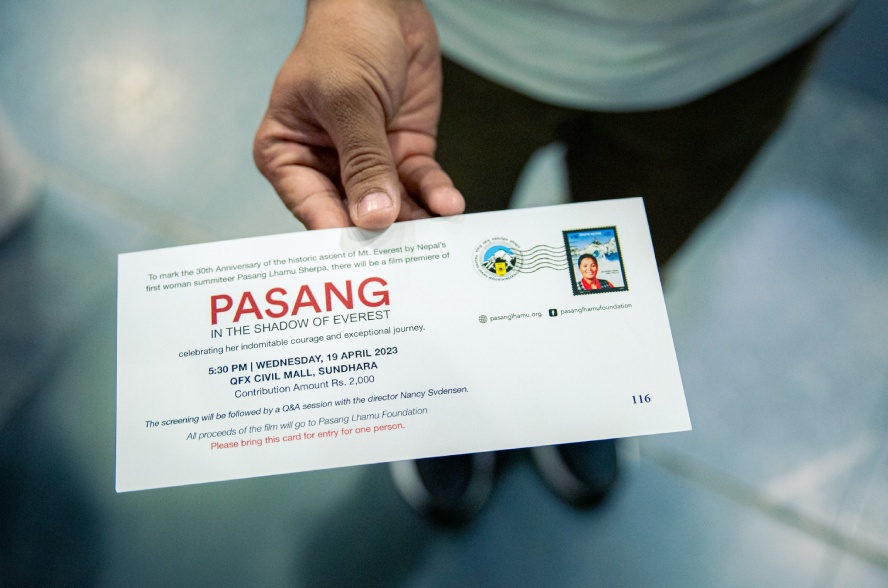 To mark the 30th Anniversary of the historic ascent of Mt. Everest by Nepal's
first woman summiteer Pasang Lhamu Sherpa, there will be a film premiere of
PASANG
IN THE SHADOW OF EVEREST
celebrating her indomitable courage and exceptional journey.
5:30 PM | WEDNESDAY, 19 APRIL 2023
QFX CIVIL MALL, SUNDHARA
Contribution Amount Rs. 2,000
The screening will be followed by a Q&A session with the director Nancy Svdensen.
All proceeds of the film will go to Pasang Lhamu Foundation
Please bring this card for entry for one person.
pasanglhamu.org
pasanglhamufoundation
116